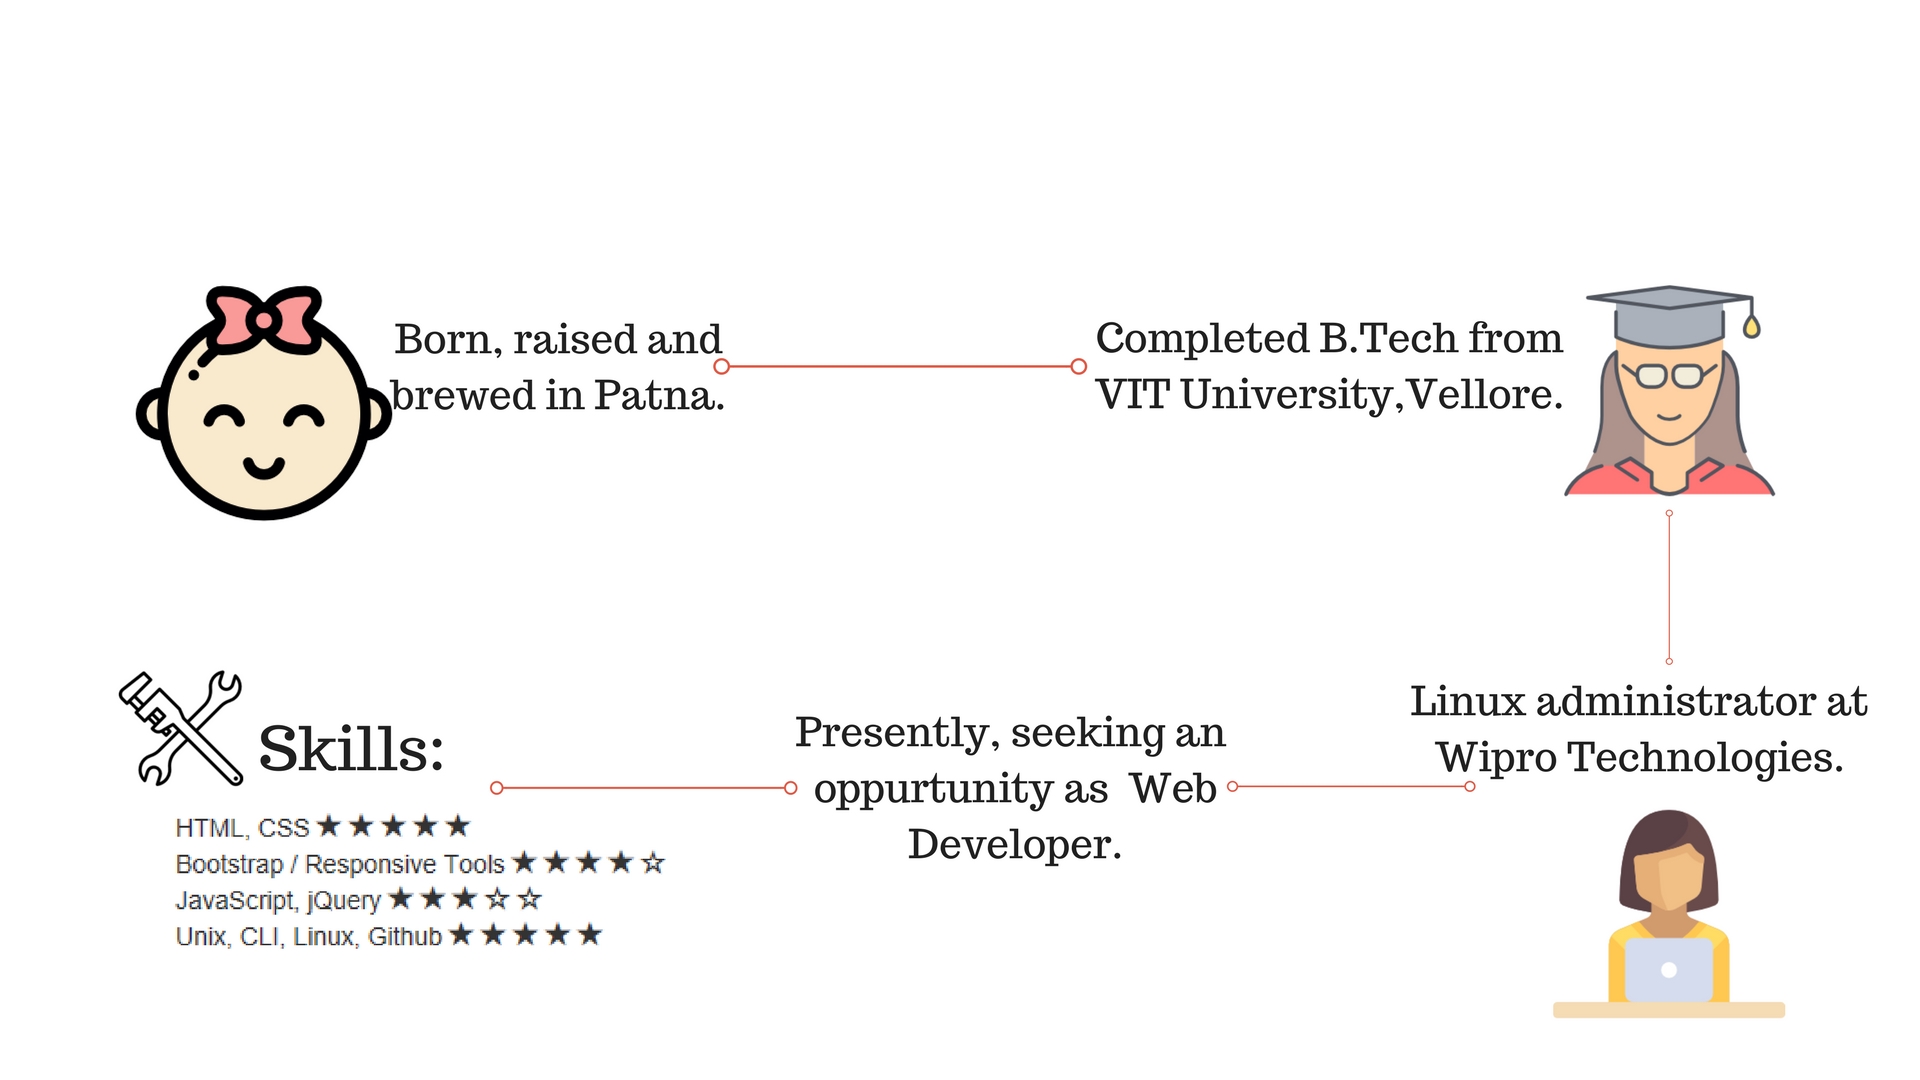 Born, raised and
brewed in Patna.
Completed B.Tech from
VIT University,Vellore.
Linux administrator at
Wipro Technologies.
Presently, seeking an
oppurtunity as  Web
Developer.
Skills:
HTML, CSS ★ ★ ★ ★ ★
Bootstrap / Responsive Tools ★ ★ ★ ★ ☆
JavaScript, jQuery ★ ★ ★ ☆ ☆
Unix, CLI, Linux, Github ★ ★ ★ ★ ★